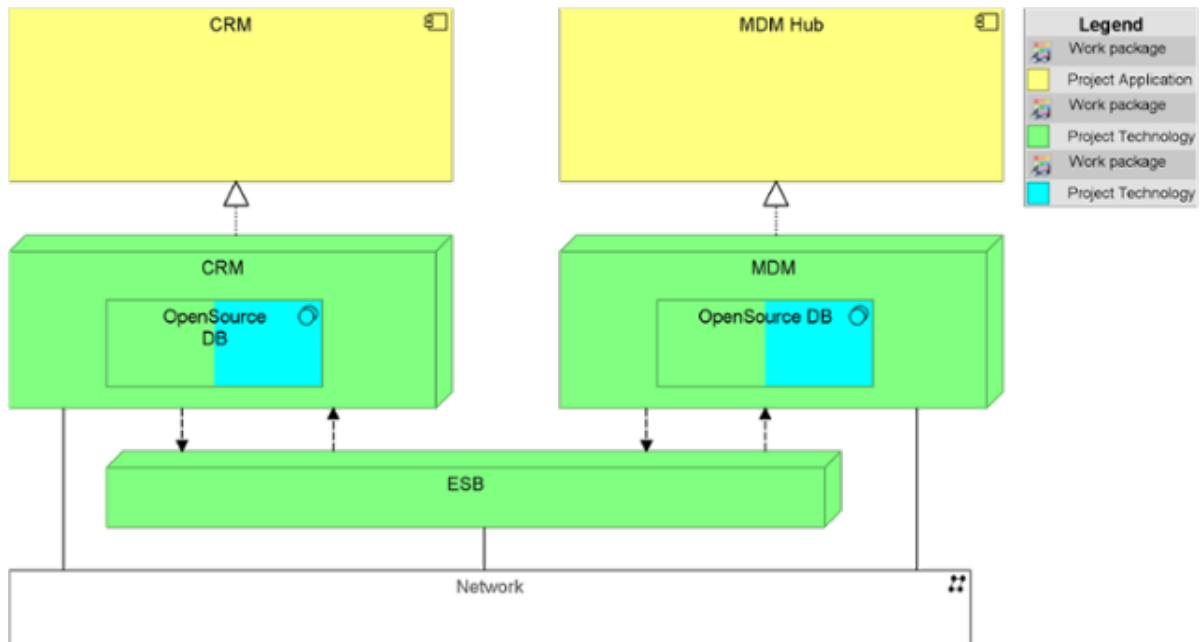 CRM
MDM Hub
Legend
Work package
Project Application
Work package
Project Technology
Work package
Project Technology
CRM
MDM
OpenSource
DB
OpenSource DB
ESB
Network